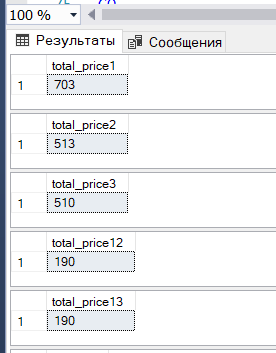 100 %
Результаты Сообщения
total_price1
1 703
total_price2
1 513
total_price3
1 510
total_price12
1 190
total_price13
1 190